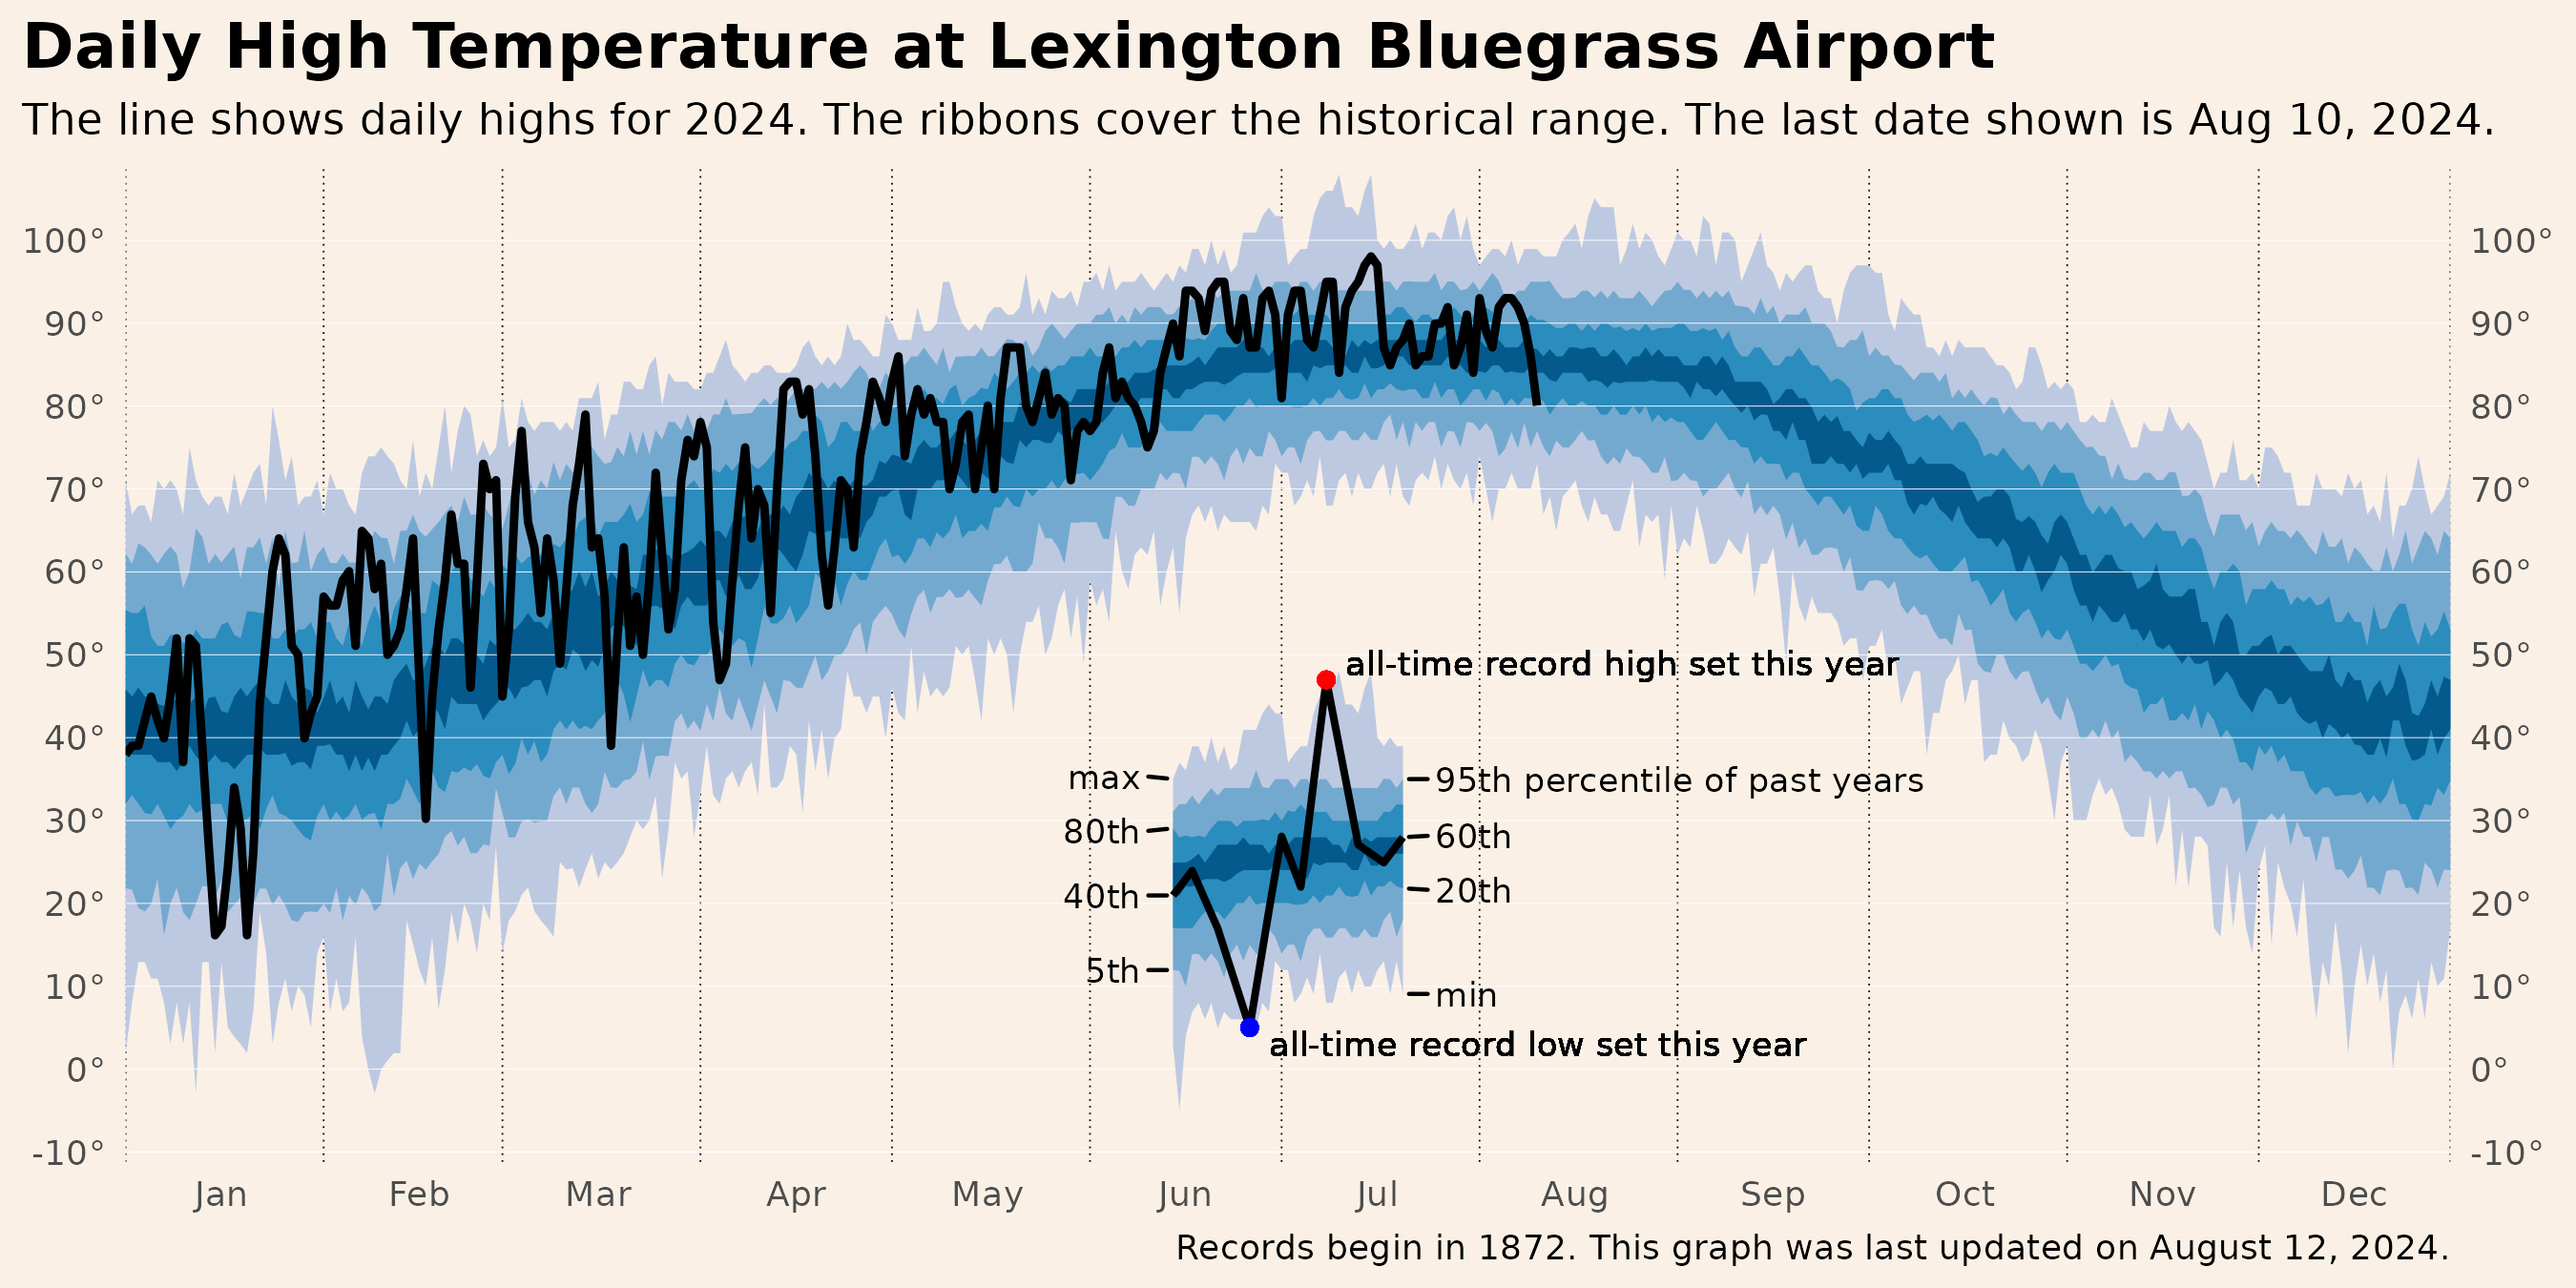 Daily High Temperature at Lexington Bluegrass Airport
The line shows daily highs for 2024. The ribbons cover the historical range. The last date shown is Aug 10, 2024.
100° 100°
90° 90°
80° 80°
70° 70°
60° 60°
50° 50°
all-time record high set this year
40° 40°
max 95th percentile of past years
30° 30°
80th 60th
20° 20°
40th 20th
10° 10°
5th min
all-time record low set this year
0° 0°
-10° -10°
Jan Feb Mar Apr May Jun Jul Aug Sep Oct Nov Dec
Records begin in 1872. This graph was last updated on August 12, 2024.